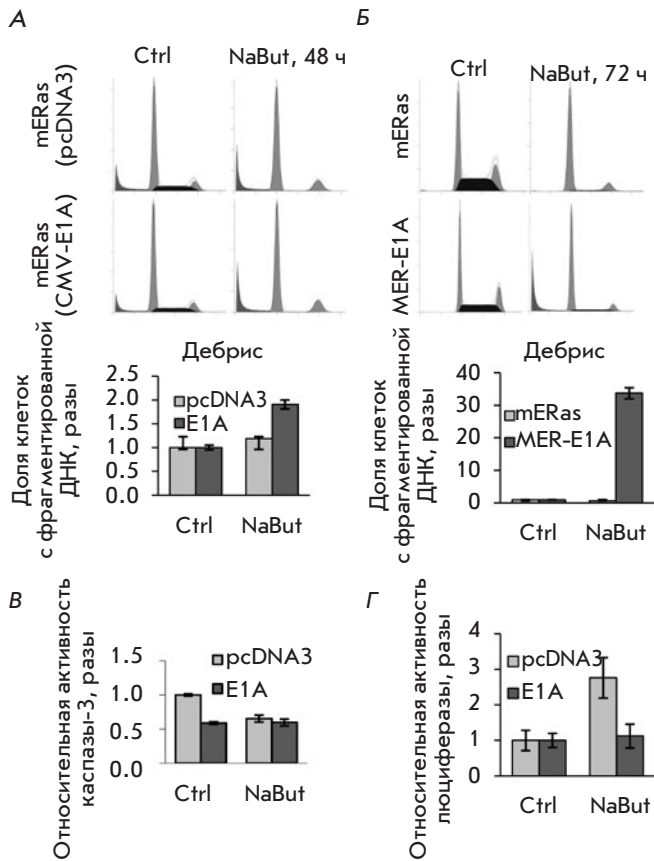 А
Ctrl
NaBut, 48 ч
mERas
(pcDNA3)
mERas
(CMV-E1A)
Дебрис
Доля клеток
с фрагментированной
ДНК, разы
2.5
2.0
1.5
1.0
0.5
0.0
pcDNA3
E1A
Ctrl
NaBut
Б
Ctrl
NaBut, 72 ч
mERas
MER-E1A
Дебрис
Доля клеток
с фрагментированной
ДНК, разы
40
30
20
10
0
mERas
MER-E1A
Ctrl
NaBut
В
Относительная активность
каспазы-3, разы
1.5
1.0
0.5
0.0
pcDNA3
E1A
Ctrl
NaBut
Г
Относительная активность
люциферазы, разы
4
3
2
1
0
pcDNA3
E1A
Ctrl
NaBut